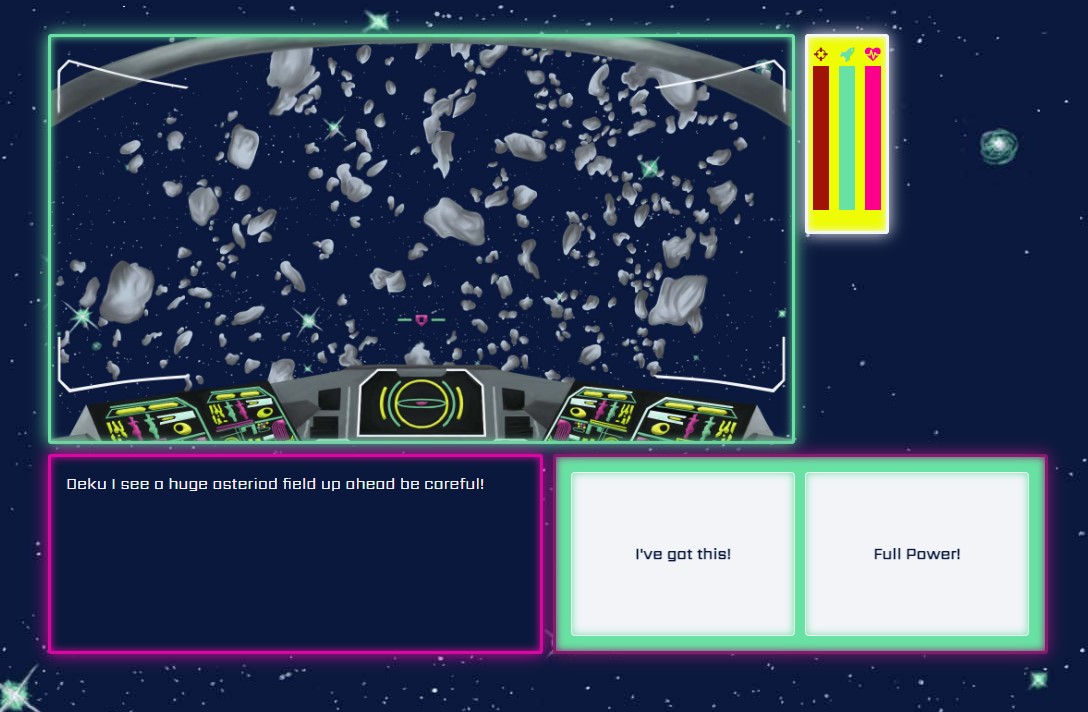 Deku I see a huge asteriod field up ahead be careful!
I've got this!
Full Power!